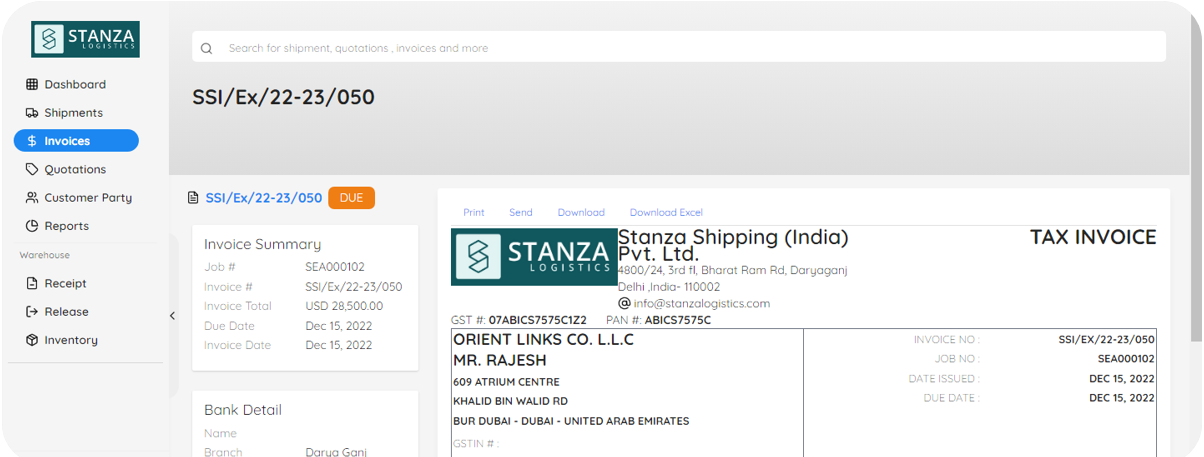 STANZA
LOGISTICS
Dashboard
Shipments
Invoices
Quotations
Customer Party
Reports
Warehouse
Receipt
Release
Inventory
Search for shipment, quotations , invoices and more
SSI/Ex/22-23/050
SSI/Ex/22-23/050 DUE
Invoice Summary
Job # SEA000102
Invoice # SSI/Ex/22-23/050
Invoice Total USD 28,500.00
Due Date Dec 15, 2022
Invoice Date Dec 15, 2022
Bank Detail
Name
Branch Darya Ganj
Print Send Download Download Excel
STANZA
LOGISTICS
Stanza Shipping (India)
Pvt. Ltd.
TAX INVOICE
4800/24, 3rd fl, Bharat Ram Rd, Daryaganj
Delhi ,India- 110002
@ info@stanzalogistics.com
GST #: 07ABICS7575C1Z2 PAN #: ABICS7575C
ORIENT LINKS CO. L.L.C
MR. RAJESH
609 ATRIUM CENTRE
KHALID BIN WALID RD
BUR DUBAI - DUBAI - UNITED ARAB EMIRATES
GSTIN # :
INVOICE NO : SSI/EX/22-23/050
JOB NO : SEA000102
DATE ISSUED : DEC 15, 2022
DUE DATE : DEC 15, 2022